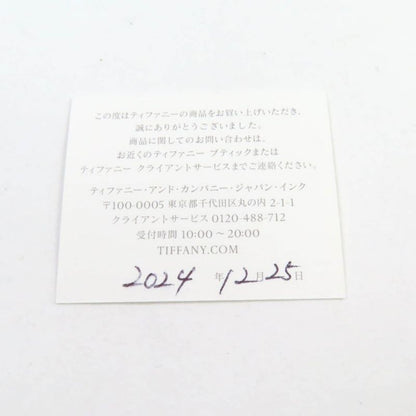 この度はティファニーの商品をお買い上げいただき、
誠にありがとうございました。
商品に関してのお問い合わせは、
お近くのティファニー ブティックまたは
ティファニー クライアントサービスまでご連絡ください。
ティファニー・アンド・カンパニー・ジャパン・インク
〒100-0005 東京都千代田区丸の内 2-1-1
クライアントサービス 0120-488-712
受付時間 10:00～20:00
TIFFANY.COM
2024 年 12月 25日